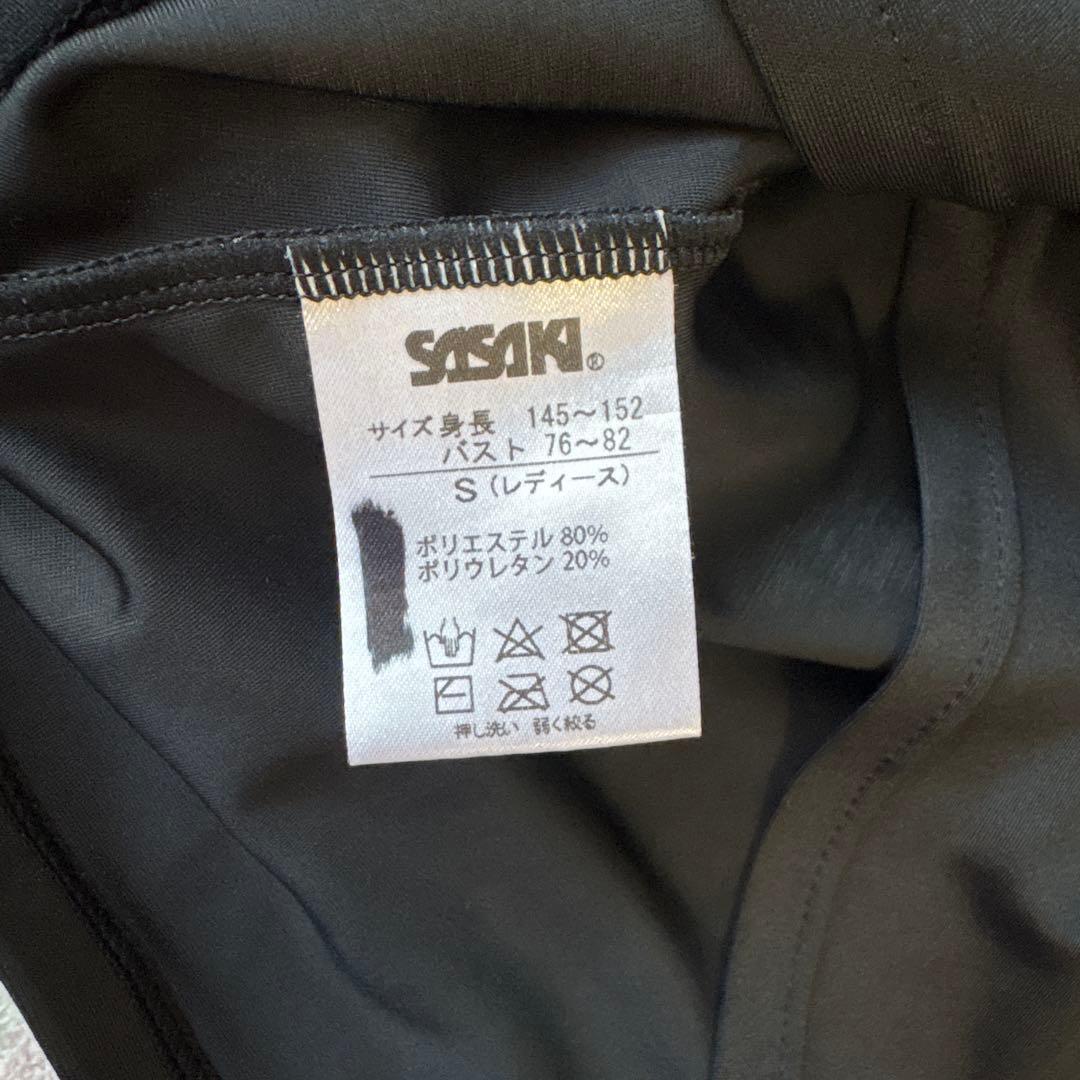 SASAKI®
サイズ 身長 145〜152
バスト 76〜82
S（レディース）
ポリエステル 80%
ポリウレタン 20%
押し洗い 弱く絞る